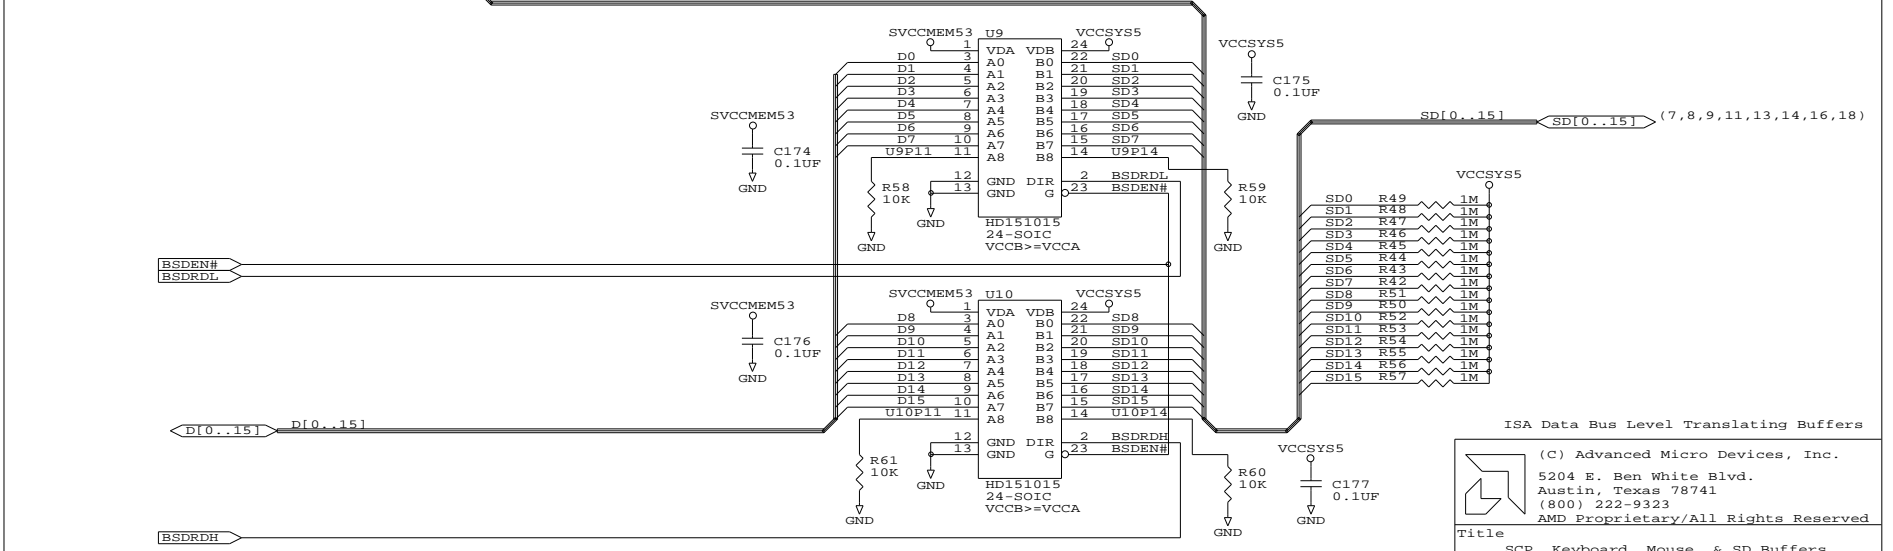 SVCCMEM53 U9 VCCSYS5
1 VDA VDB 24
D0 3 A0 B0 22 SD0
D1 4 A1 B1 21 SD1
D2 5 A2 B2 20 SD2
D3 6 A3 B3 19 SD3
D4 7 A4 B4 18 SD4
D5 8 A5 B5 17 SD5
D6 9 A6 B6 16 SD6
D7 10 A7 B7 15 SD7
U9P11 11 A8 B8 14 U9P14
12 GND DIR 2 BSDRDL
13 GND G 23 BSDEN#
HD151015
24-SOIC
VCCB>=VCCA
SVCCMEM53
C174
0.1UF
GND
R58
10K
GND
GND
R59
10K
GND
VCCSYS5
C175
0.1UF
GND
SD[0..15] SD[0..15] (7,8,9,11,13,14,16,18)
VCCSYS5
SD0 R49 1M
SD1 R48 1M
SD2 R47 1M
SD3 R46 1M
SD4 R45 1M
SD5 R44 1M
SD6 R43 1M
SD7 R42 1M
SD8 R51 1M
SD9 R50 1M
SD10 R52 1M
SD11 R53 1M
SD12 R54 1M
SD13 R55 1M
SD14 R56 1M
SD15 R57 1M
BSDEN#
BSDRDL
SVCCMEM53 U10 VCCSYS5
1 VDA VDB 24
D8 3 A0 B0 22 SD8
D9 4 A1 B1 21 SD9
D10 5 A2 B2 20 SD10
D11 6 A3 B3 19 SD11
D12 7 A4 B4 18 SD12
D13 8 A5 B5 17 SD13
D14 9 A6 B6 16 SD14
D15 10 A7 B7 15 SD15
U10P11 11 A8 B8 14 U10P14
12 GND DIR 2 BSDRDH
13 GND G 23 BSDEN#
HD151015
24-SOIC
VCCB>=VCCA
SVCCMEM53
C176
0.1UF
GND
D[0..15] D[0..15]
R61
10K
GND
GND
R60
10K
GND
VCCSYS5
C177
0.1UF
GND
BSDRDH
ISA Data Bus Level Translating Buffers
(C) Advanced Micro Devices, Inc.
5204 E. Ben White Blvd.
Austin, Texas 78741
(800) 222-9323
AMD Proprietary/All Rights Reserved
Title
SCP, Keyboard, Mouse, & SD Buffers